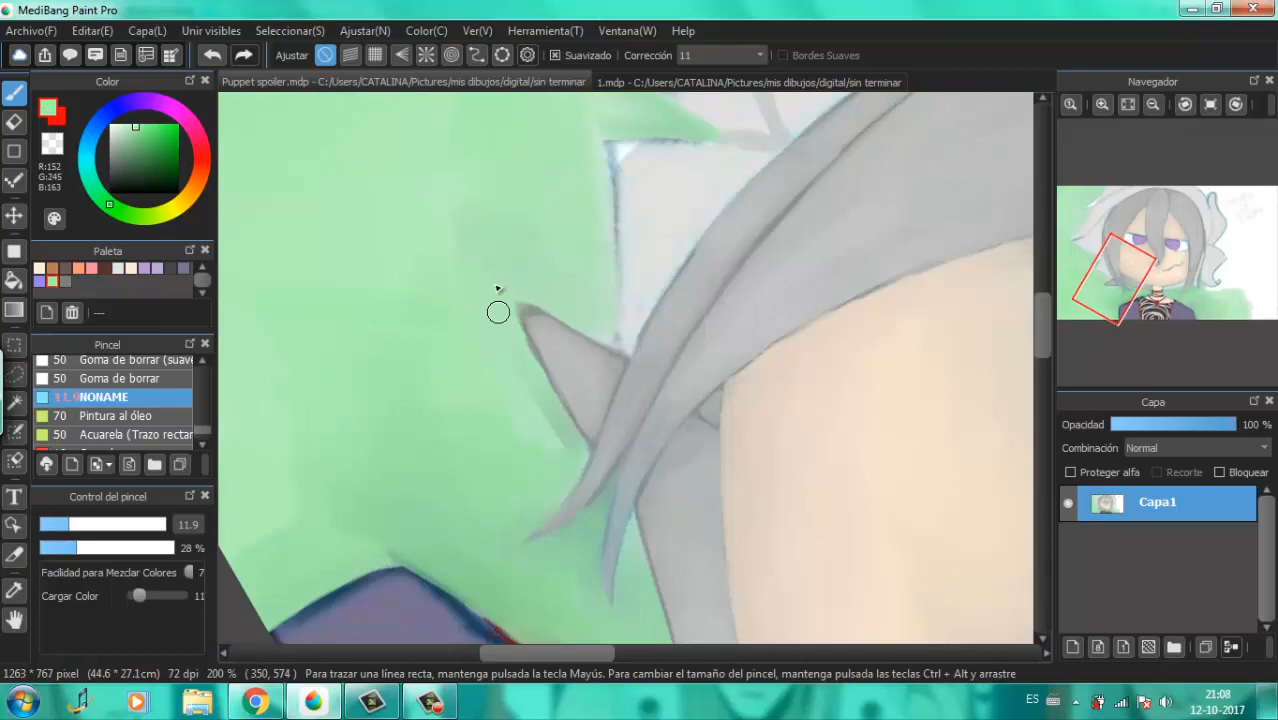 MediBang Paint Pro
Archivo(F) Editar(E) Capa(L) Unir visibles Seleccionar(S) Ajustar(N) Color(C) Ver(V) Herramienta(T) Ventana(W) Ayuda(H)
Ajustar Suavizado Corrección 11 Bordes Suaves
Color
Puppet spoiler.mdp - C:/Users/CATALINA/Pictures/mis dibujos/digital/sin terminar
1.mdp - C:/Users/CATALINA/Pictures/mis dibujos/digital/sin terminar
Navegador
R:152
G:245
B:163
Paleta
---
Pincel
50 Goma de borrar (suave
50 Goma de borrar
11.9 NONAME
70 Pintura al óleo
50 Acuarela (Trazo rectar
Control del pincel
11.9
28 %
Facilidad para Mezclar Colores 7
Cargar Color 11
Capa
Opacidad 100 %
Combinación Normal
Proteger alfa Recorte Bloquear
Capa1
1263 * 767 pixel (44.6 * 27.1cm) 72 dpi 200 % ( 350, 574 ) Para trazar una línea recta, mantenga pulsada la tecla Mayús. Para cambiar el tamaño del pincel, mantenga pulsadas las teclas Ctrl + Alt y arrastre
ES
21:08
12-10-2017